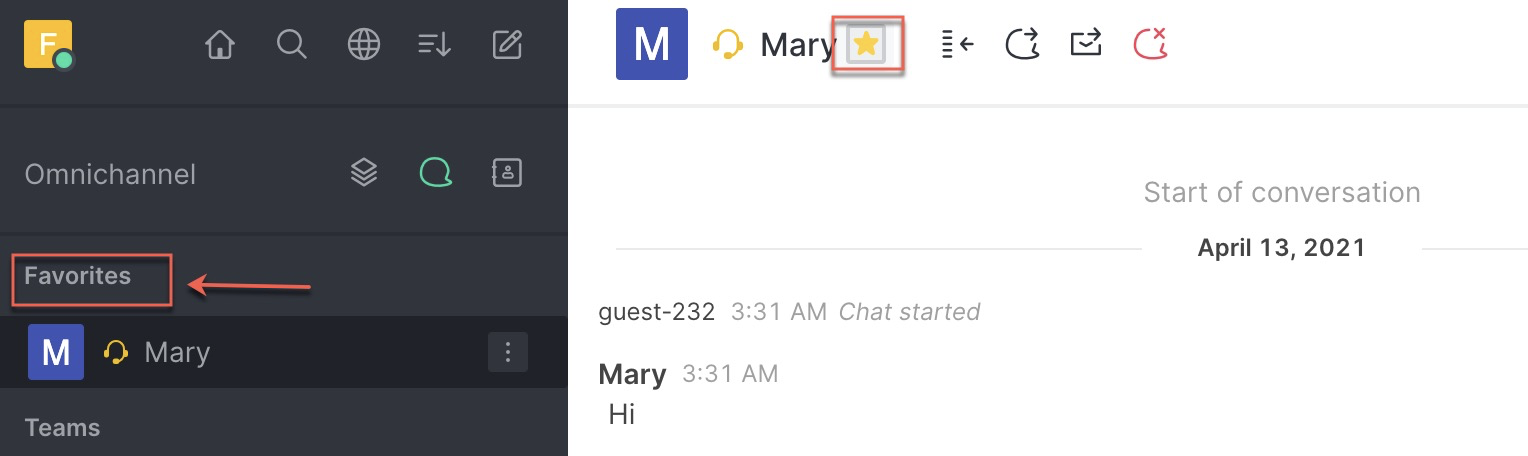 F
Omnichannel
Favorites
M Mary
Teams
M Mary
Start of conversation
April 13, 2021
guest-232 3:31 AM Chat started
Mary 3:31 AM
Hi